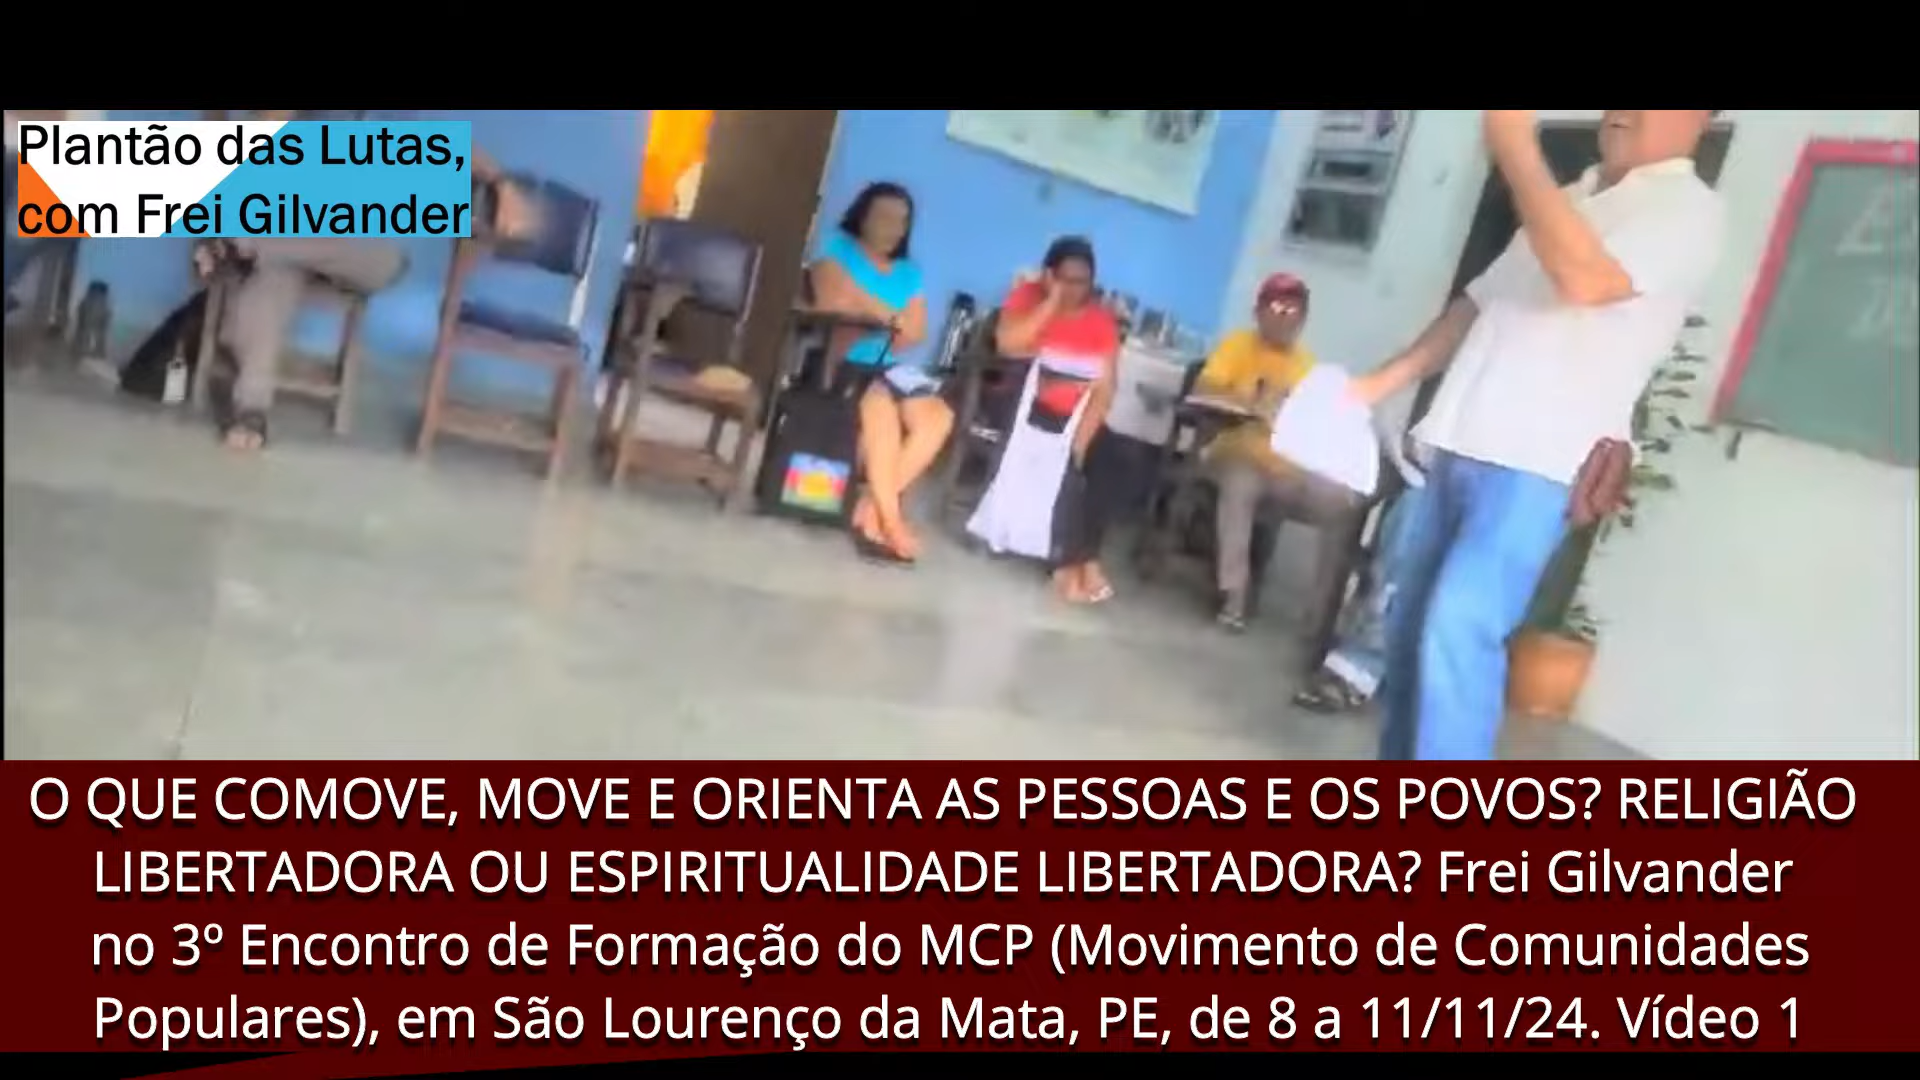 Plantão das Lutas,
com Frei Gilvander
O QUE COMOVE, MOVE E ORIENTA AS PESSOAS E OS POVOS? RELIGIÃO
LIBERTADORA OU ESPIRITUALIDADE LIBERTADORA? Frei Gilvander
no 3º Encontro de Formação do MCP (Movimento de Comunidades
Populares), em São Lourenço da Mata, PE, de 8 a 11/11/24. Vídeo 1